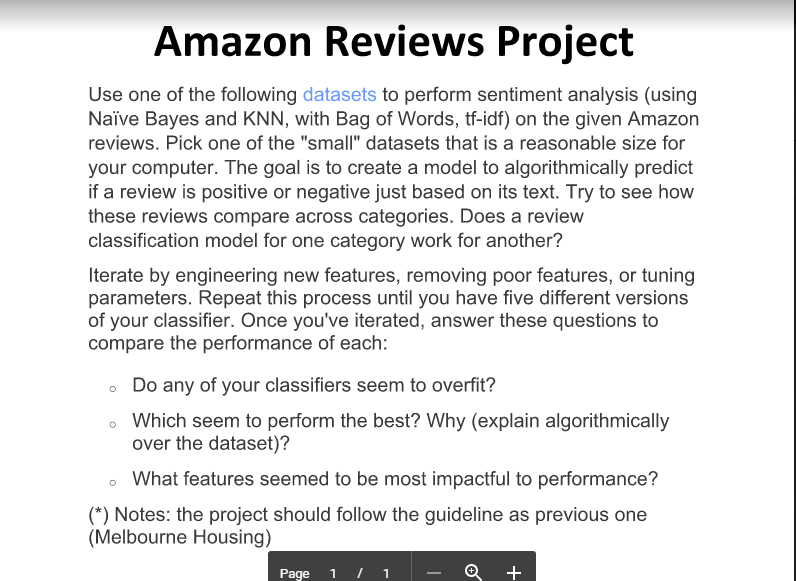 Amazon Reviews Project
Use one of the following datasets to perform sentiment analysis (using
Naïve Bayes and KNN, with Bag of Words, tf-idf) on the given Amazon
reviews. Pick one of the "small" datasets that is a reasonable size for
your computer. The goal is to create a model to algorithmically predict
if a review is positive or negative just based on its text. Try to see how
these reviews compare across categories. Does a review
classification model for one category work for another?
Iterate by engineering new features, removing poor features, or tuning
parameters. Repeat this process until you have five different versions
of your classifier. Once you've iterated, answer these questions to
compare the performance of each:
○ Do any of your classifiers seem to overfit?
○ Which seem to perform the best? Why (explain algorithmically
over the dataset)?
○ What features seemed to be most impactful to performance?
(*) Notes: the project should follow the guideline as previous one
(Melbourne Housing)
Page 1 / 1